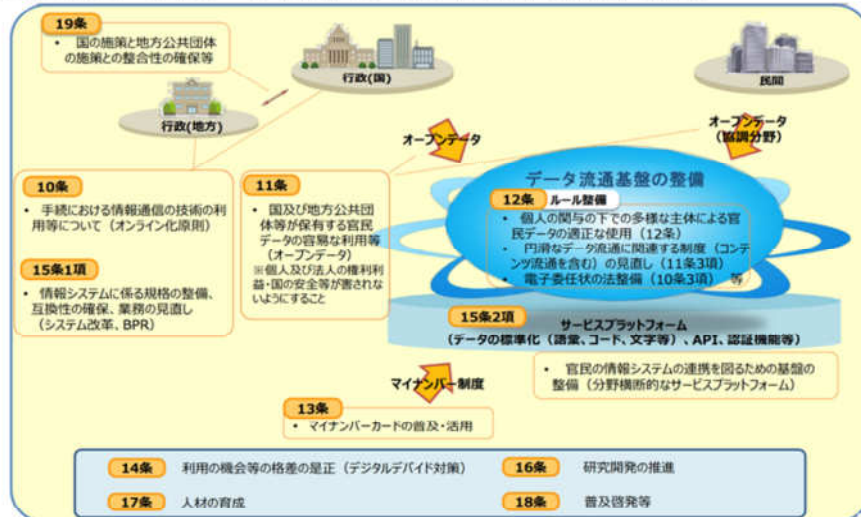 19条
• 国の施策と地方公共団体
の施策との整合性の確保等
行政(国)
民間
行政(地方)
オープンデータ
オープンデータ
(協調分野)
10条
• 手続における情報通信の技術の利
用等について（オンライン化原則）
15条1項
• 情報システムに係る規格の整備、
互換性の確保、業務の見直し
（システム改革、BPR）
11条
• 国及び地方公共団
体等が保有する官民
データの容易な利用等
（オープンデータ）
※個人及び法人の権利利
益・国の安全等が害されな
いようにすること
データ流通基盤の整備
12条 ルール整備
• 個人の関与の下での多様な主体による官
民データの適正な使用（12条）
• 円滑なデータ流通に関連する制度（コンテ
ンツ流通を含む）の見直し（11条3項）
• 電子委任状の法整備（10条3項） 等
15条2項 サービスプラットフォーム
(データの標準化（語彙、コード、文字等）、API、認証機能等)
• 官民の情報システムの連携を図るための基盤の
整備（分野横断的なサービスプラットフォーム）
マイナンバー制度
13条
• マイナンバーカードの普及・活用
14条 利用の機会等の格差の是正（デジタルデバイド対策）
16条 研究開発の推進
17条 人材の育成
18条 普及啓発等